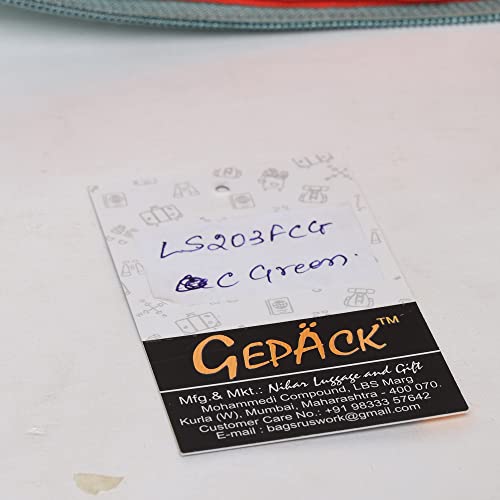 LS203FCG
C Green.
GEPÄCK™
Mfg.& Mkt.: Nihar Luggage and Gift
Mohammedi Compound, LBS Marg
Kurla (W), Mumbai, Maharashtra - 400 070.
Customer Care No.: +91 98333 57642
E-mail : bagsruswork@gmail.com